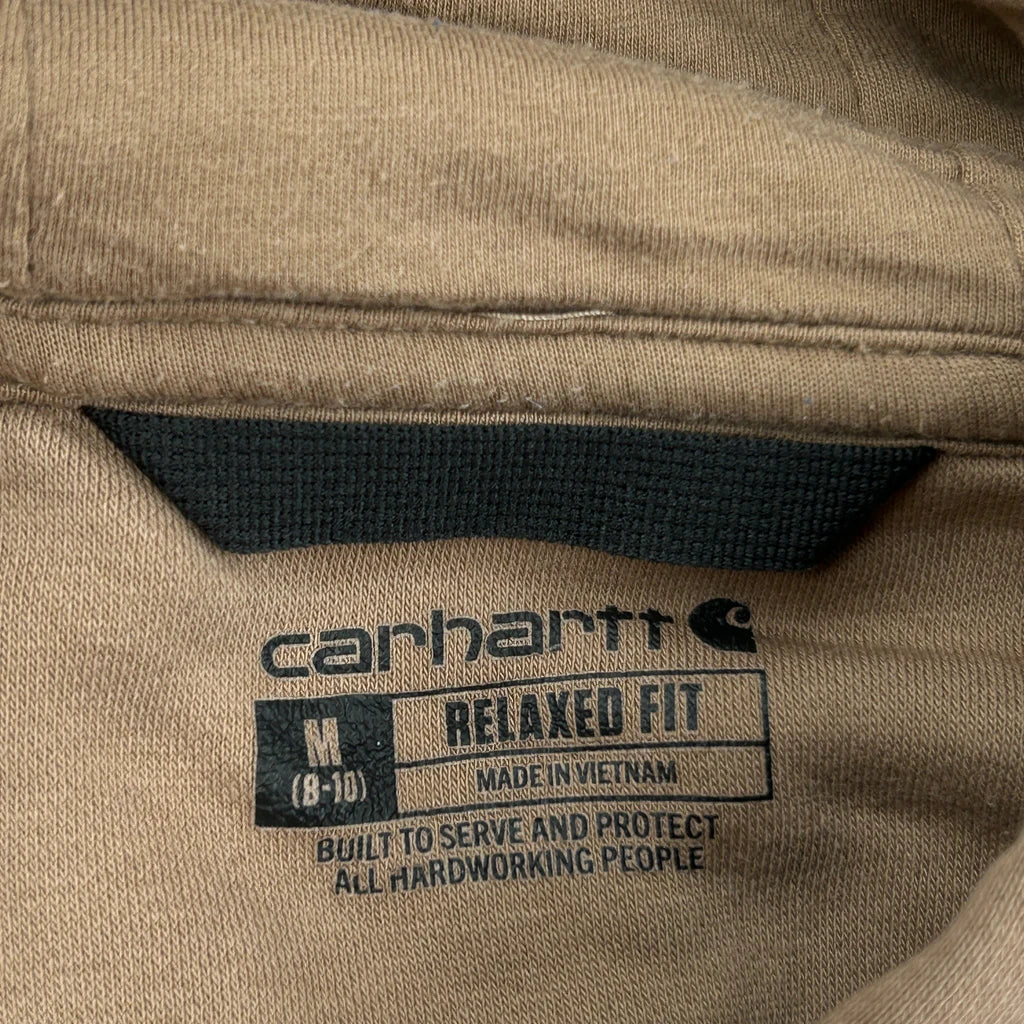 carhartt
M
(8-10)
RELAXED FIT
MADE IN VIETNAM
BUILT TO SERVE AND PROTECT
ALL HARDWORKING PEOPLE